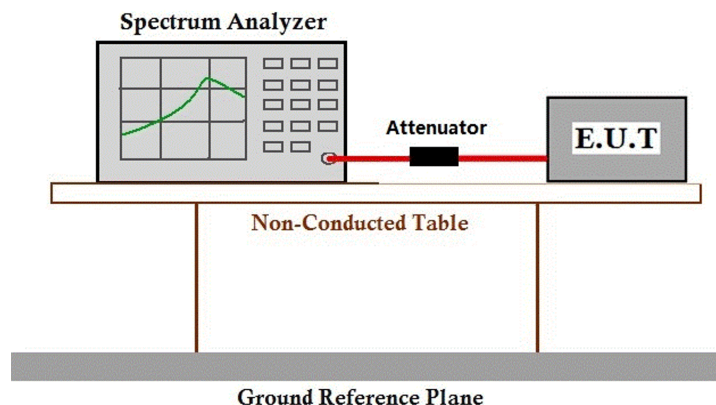 Spectrum Analyzer
Attenuator
E.U.T
Non-Conducted Table
Ground Reference Plane